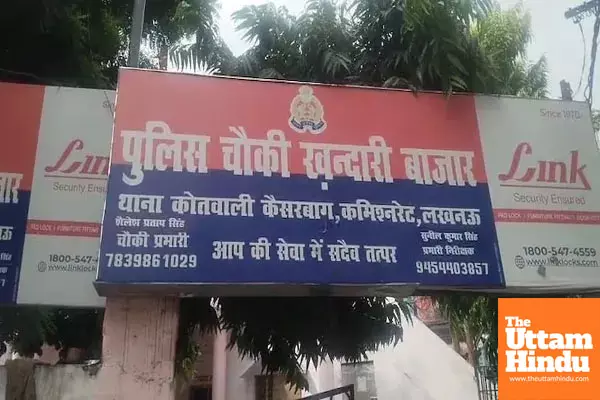 पुलिस चौकी खन्दारी बाजार
थाना कोतवाली कैसरबाग,कमिश्नरेट,लखनऊ
शैलेश प्रताप सिंह
चौकी प्रभारी
7839861029
आप की सेवा में सदैव तत्पर
सुनील कुमार सिंह
प्रभारी निरीक्षक
9454403857
Link
Security Ensured
1800-547-
www.linklocks.com
Since 1970
Link
Security Ensured
1800-547-4559
www.linklocks.com
The
Uttam
Hindu
www.theuttamhindu.com